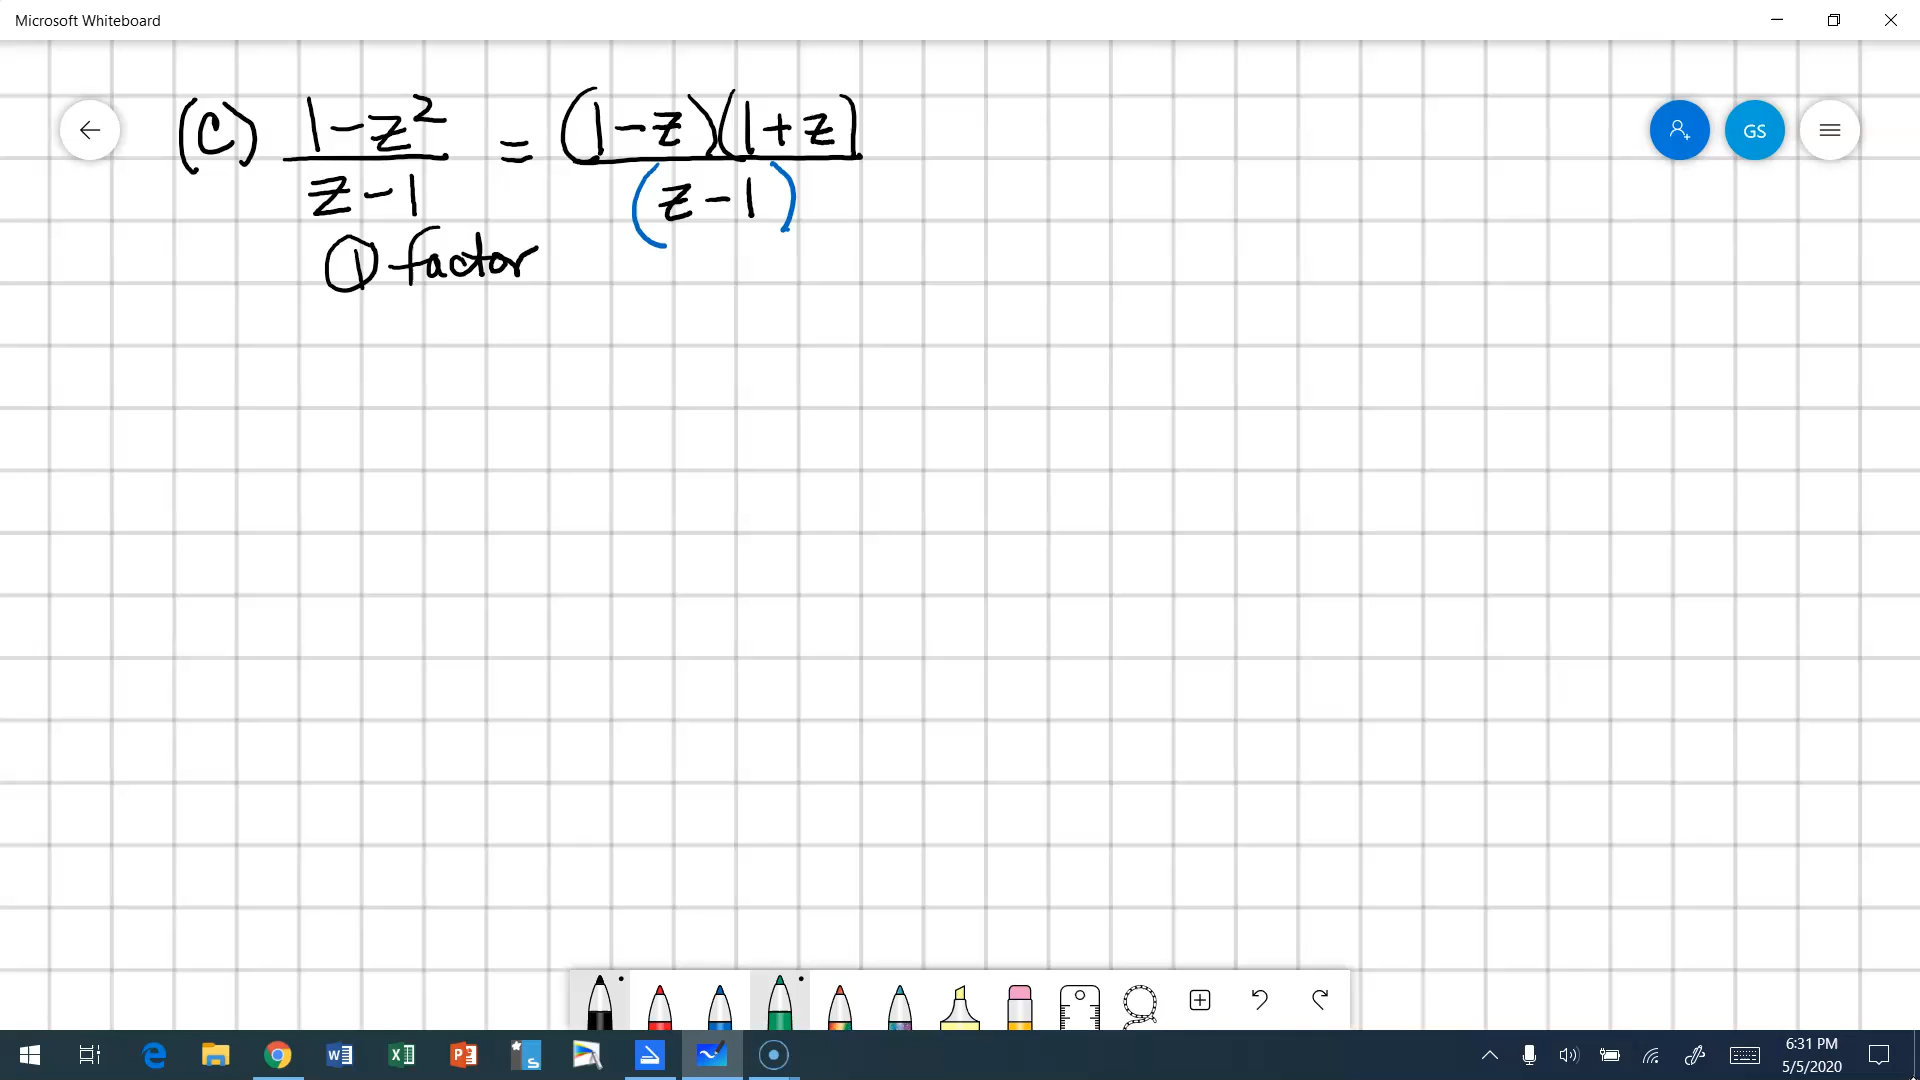 Microsoft Whiteboard
(C) 1-z² / z-1 = (1-z)(1+z) / (z-1)
① factor
GS
6:31 PM
5/5/2020